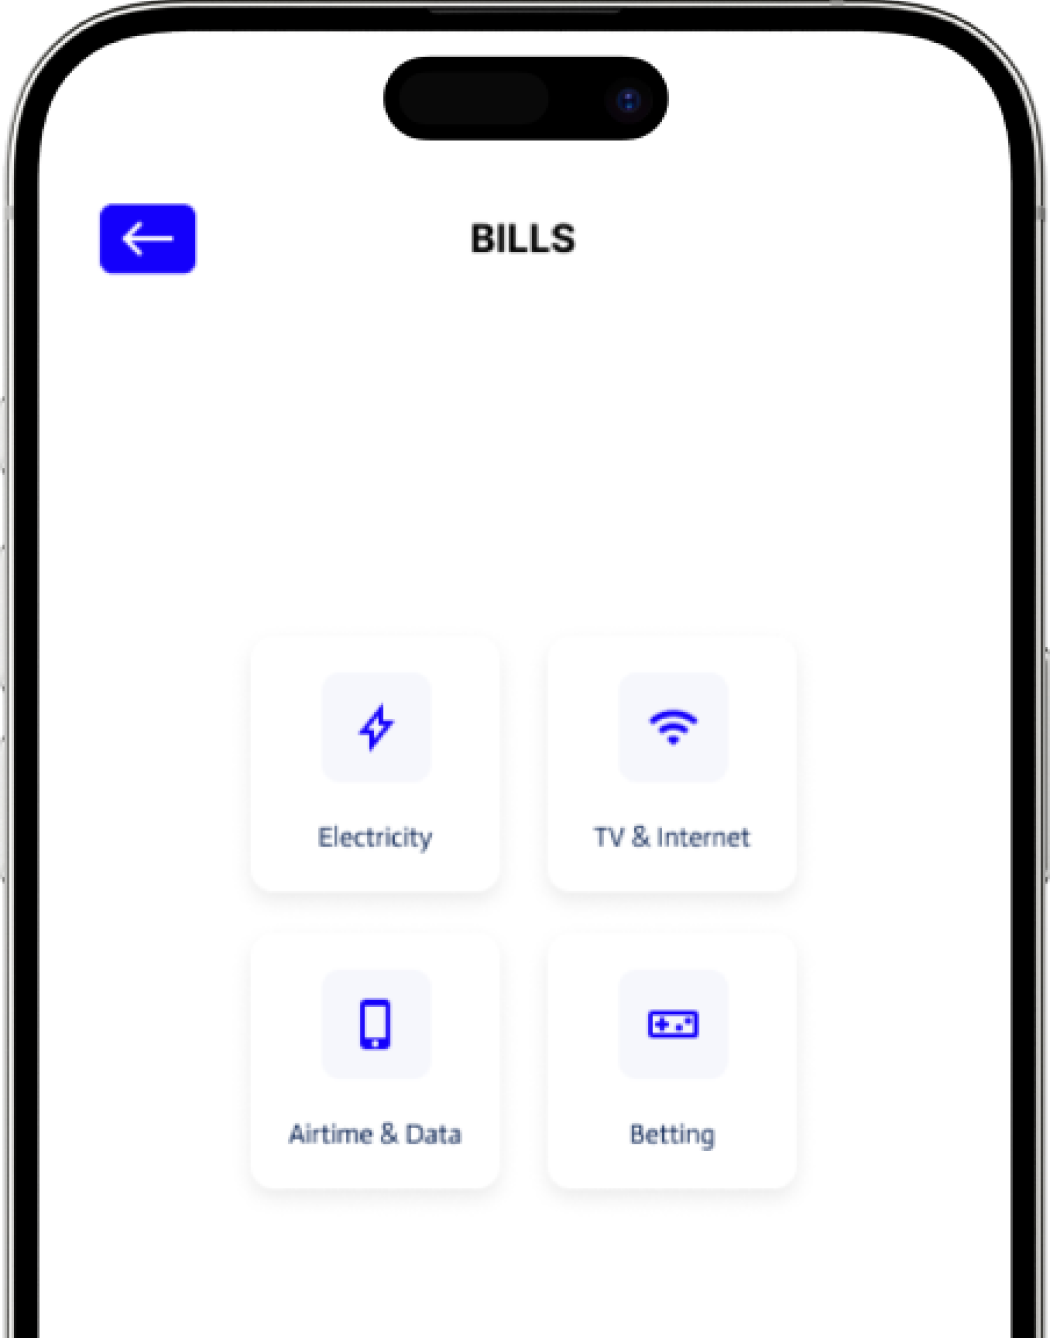 BILLS
Electricity
TV & Internet
Airtime & Data
Betting